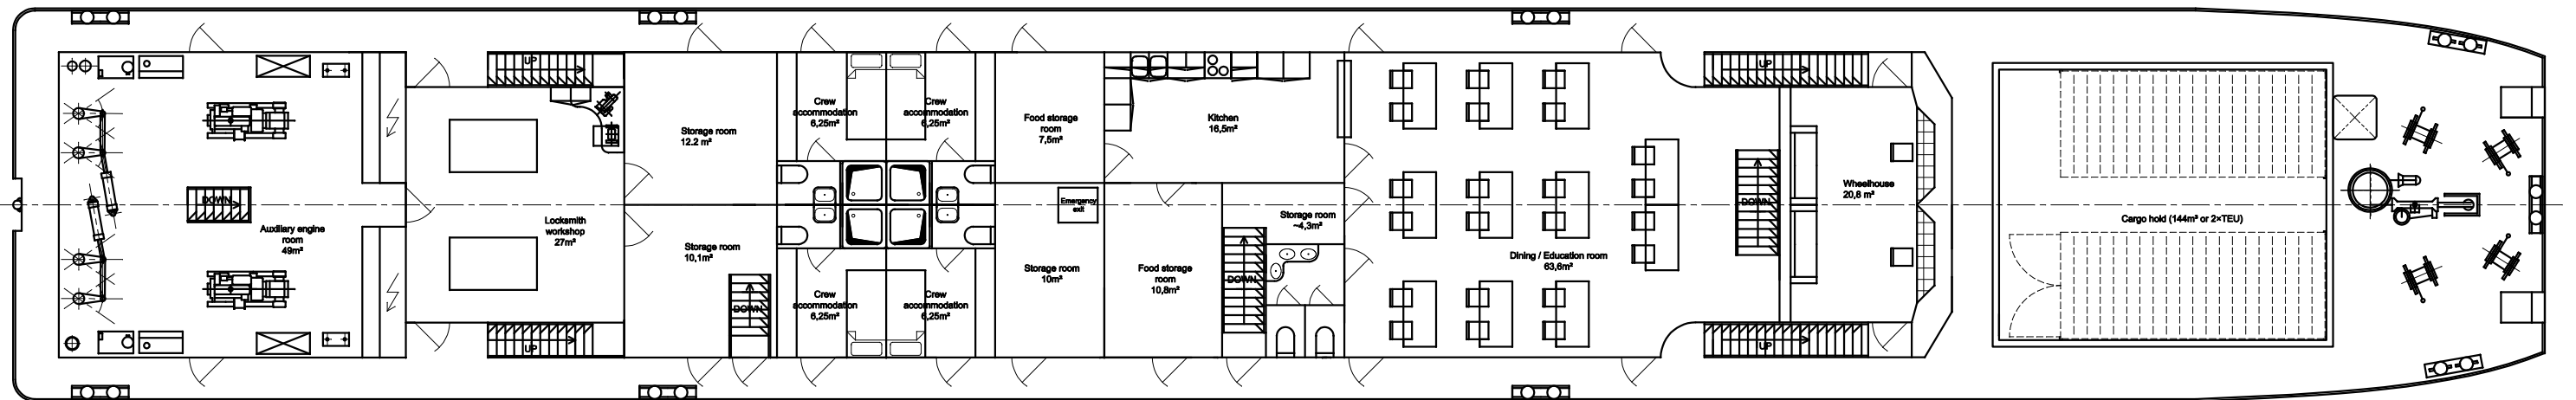 UP
Crew
accommodation
6,25m²
Crew
accommodation
6,25m²
Storage room
12.2 m²
Food storage
room
7,5m²
Kitchen
16,5m²
UP
DOWN
Auxiliary engine
room
49m²
Locksmith
workshop
27m²
Storage room
10,1m²
DOWN
Crew
accommodation
6,25m²
Crew
accommodation
6,25m²
Emergency
exit
Storage room
10m²
Food storage
room
10,8m²
DOWN
Storage room
~4,3m²
Dining / Education room
63,6m²
DOWN
Wheelhouse
20,8 m²
Cargo hold (144m² or 2×TEU)
UP
UP